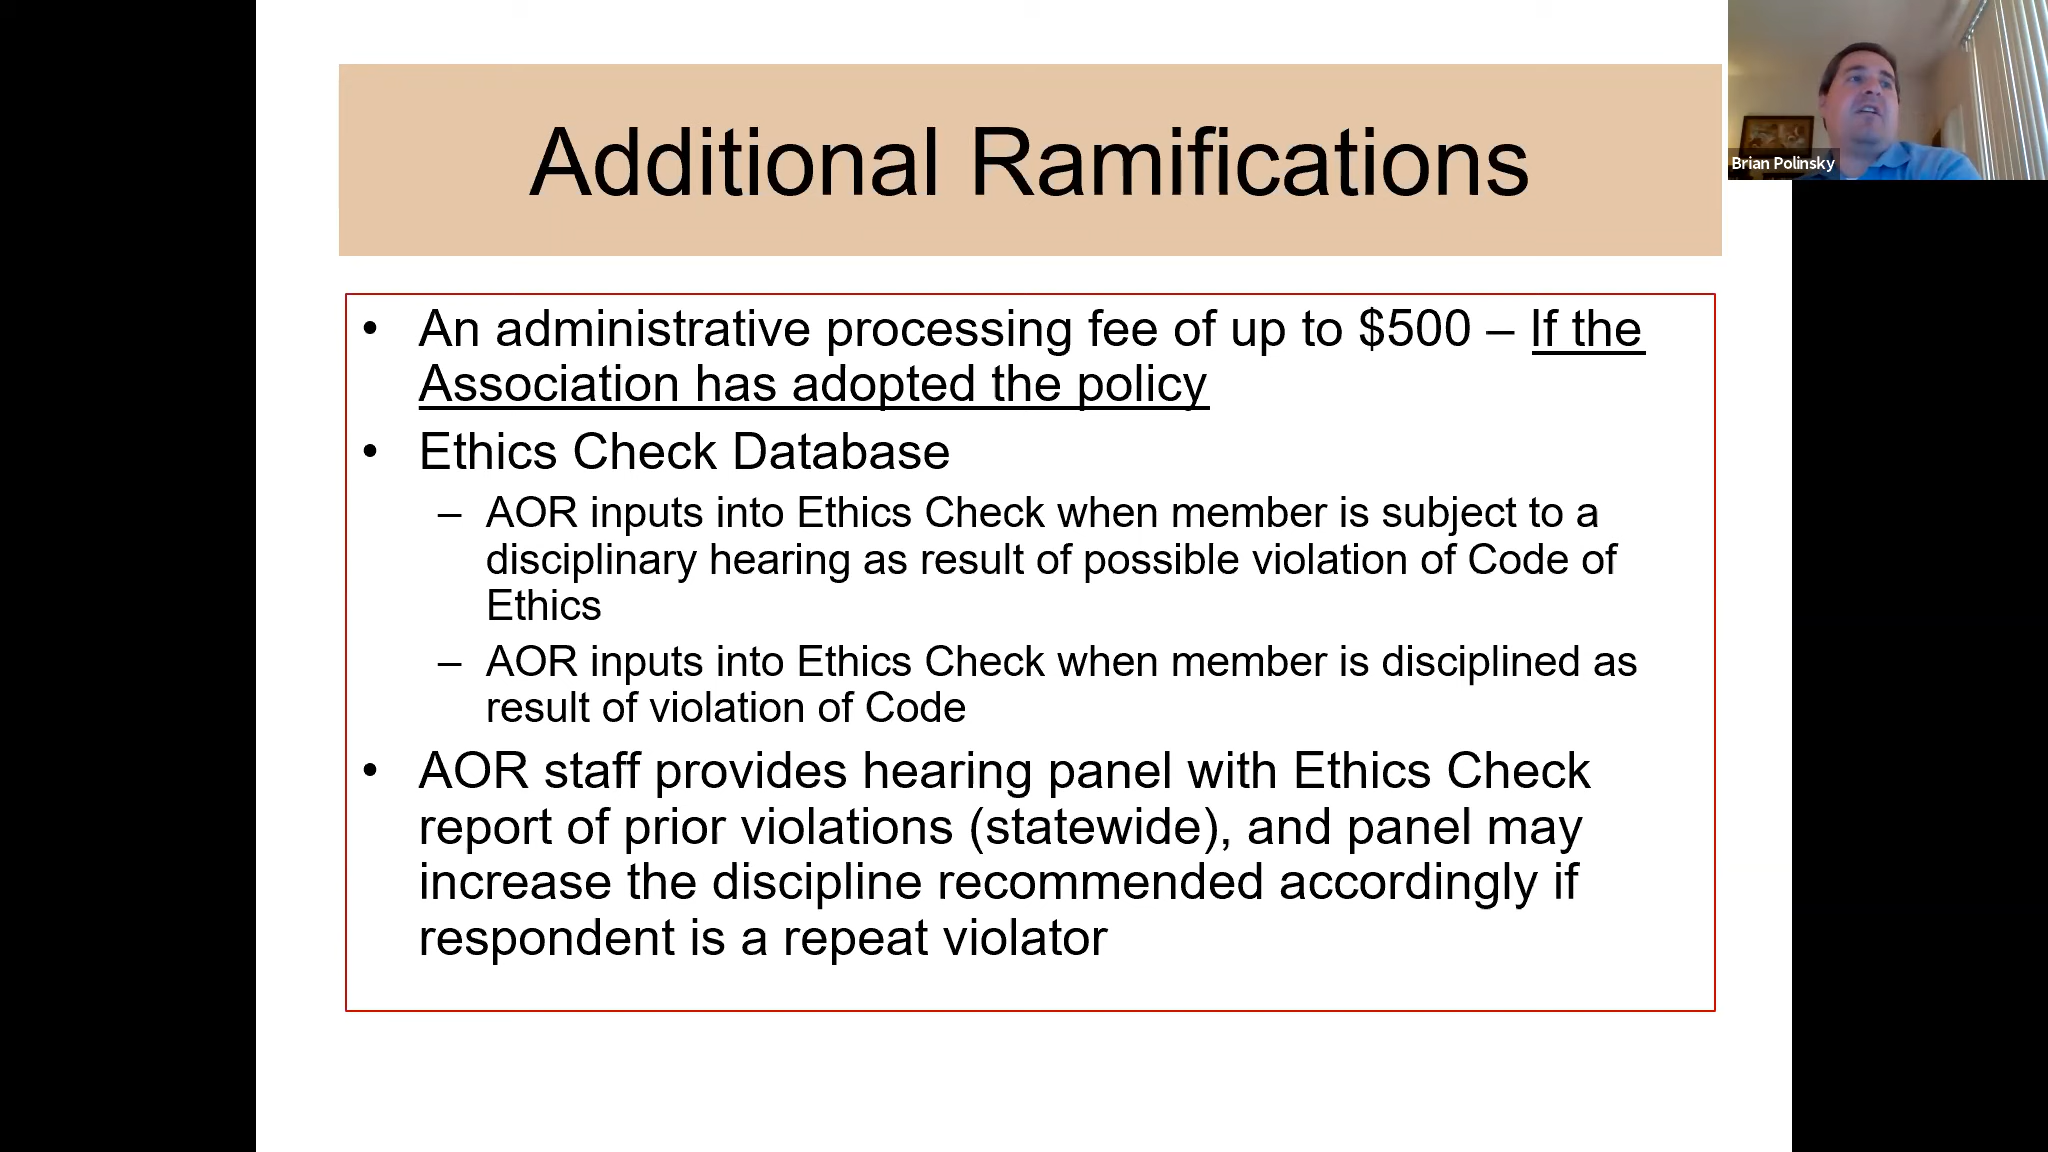 Additional Ramifications
Brian Polinsky
• An administrative processing fee of up to $500 – If the
Association has adopted the policy
• Ethics Check Database
– AOR inputs into Ethics Check when member is subject to a
disciplinary hearing as result of possible violation of Code of
Ethics
– AOR inputs into Ethics Check when member is disciplined as
result of violation of Code
• AOR staff provides hearing panel with Ethics Check
report of prior violations (statewide), and panel may
increase the discipline recommended accordingly if
respondent is a repeat violator